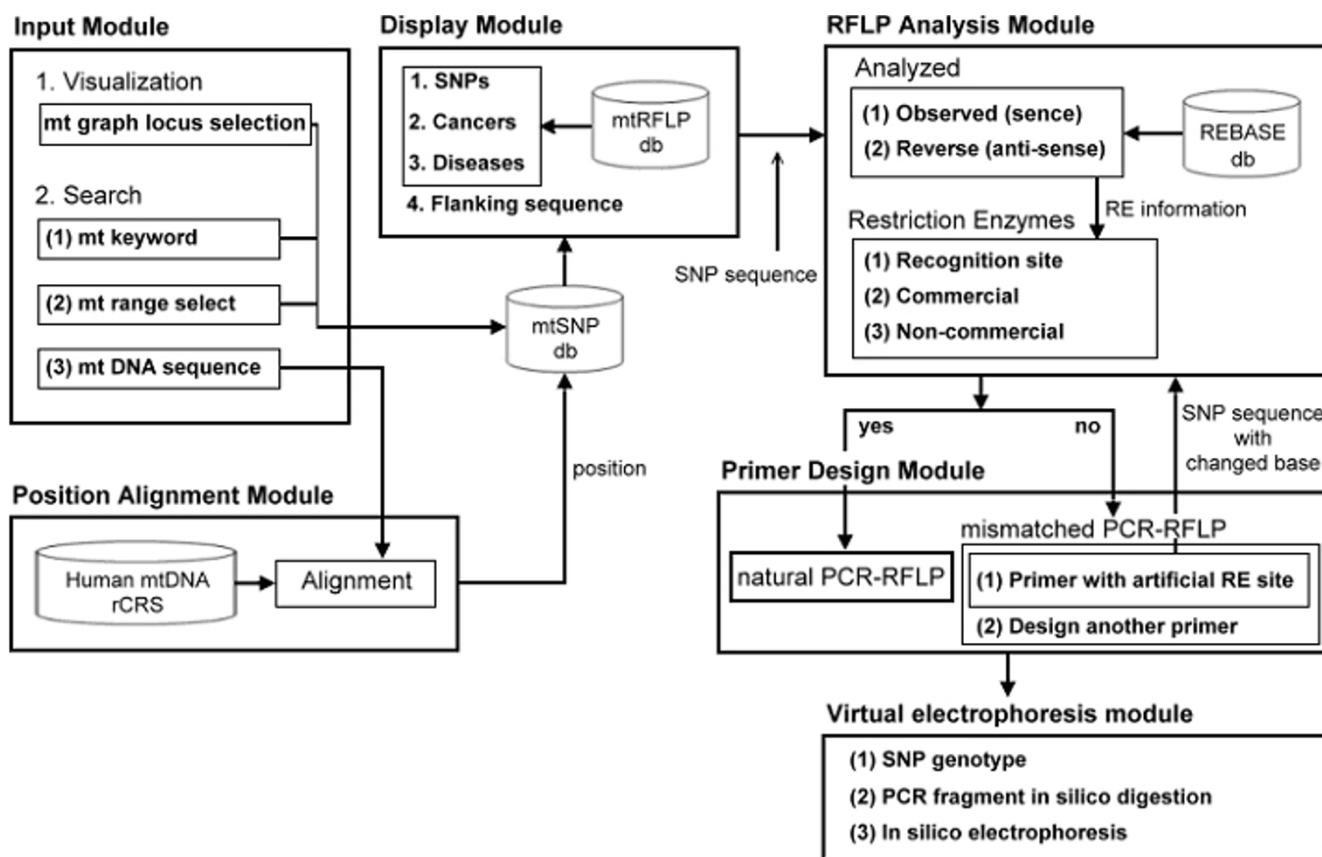 Input Module
1. Visualization
mt graph locus selection
2. Search
(1) mt keyword
(2) mt range select
(3) mt DNA sequence
Position Alignment Module
Human mtDNA
rCRS
Alignment
position
mtSNP
db
Display Module
1. SNPs
2. Cancers
3. Diseases
4. Flanking sequence
mtRFLP
db
SNP sequence
RFLP Analysis Module
Analyzed
(1) Observed (sence)
(2) Reverse (anti-sense)
REBASE
db
RE information
Restriction Enzymes
(1) Recognition site
(2) Commercial
(3) Non-commercial
yes
no
SNP sequence
with
changed base
Primer Design Module
natural PCR-RFLP
mismatched PCR-RFLP
(1) Primer with artificial RE site
(2) Design another primer
Virtual electrophoresis module
(1) SNP genotype
(2) PCR fragment in silico digestion
(3) In silico electrophoresis